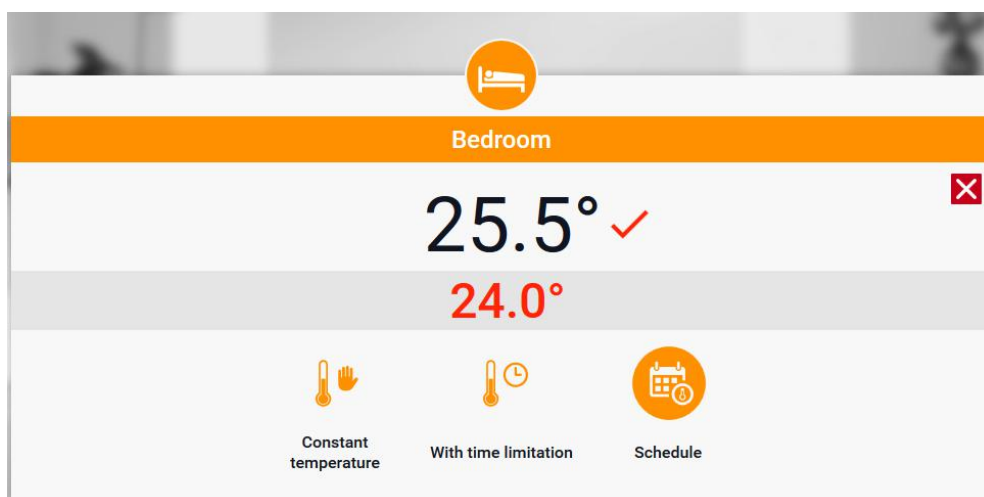 Bedroom
25.5°
24.0°
Constant
temperature
With time limitation
Schedule